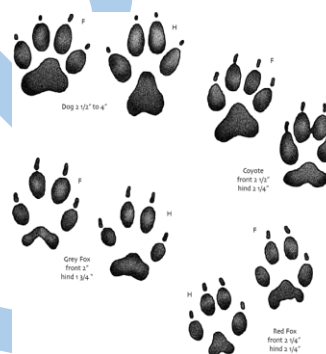 F
H
Dog 2 1/2" to 4"
F
Coyote
front 2 1/2"
hind 2 1/4"
F
H
Grey Fox
front 2"
hind 1 3/4 "
F
H
Red Fox
front 2 1/4"
hind 2 1/4"